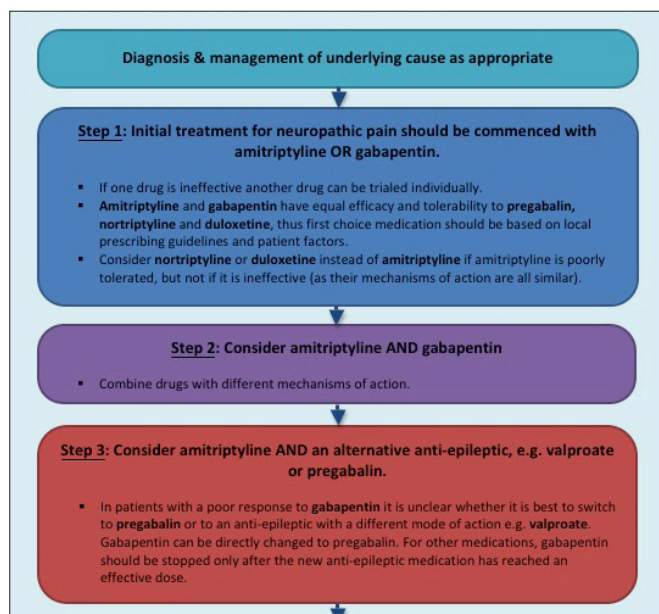 Diagnosis & management of underlying cause as appropriate
Step 1: Initial treatment for neuropathic pain should be commenced with
amitriptyline OR gabapentin.
▪ If one drug is ineffective another drug can be trialed individually.
▪ Amitriptyline and gabapentin have equal efficacy and tolerability to pregabalin,
nortriptyline and duloxetine, thus first choice medication should be based on local
prescribing guidelines and patient factors.
▪ Consider nortriptyline or duloxetine instead of amitriptyline if amitriptyline is poorly
tolerated, but not if it is ineffective (as their mechanisms of action are all similar).
Step 2: Consider amitriptyline AND gabapentin
▪ Combine drugs with different mechanisms of action.
Step 3: Consider amitriptyline AND an alternative anti-epileptic, e.g. valproate
or pregabalin.
▪ In patients with a poor response to gabapentin it is unclear whether it is best to switch
to pregabalin or to an anti-epileptic with a different mode of action e.g. valproate.
Gabapentin can be directly changed to pregabalin. For other medications, gabapentin
should be stopped only after the new anti-epileptic medication has reached an
effective dose.